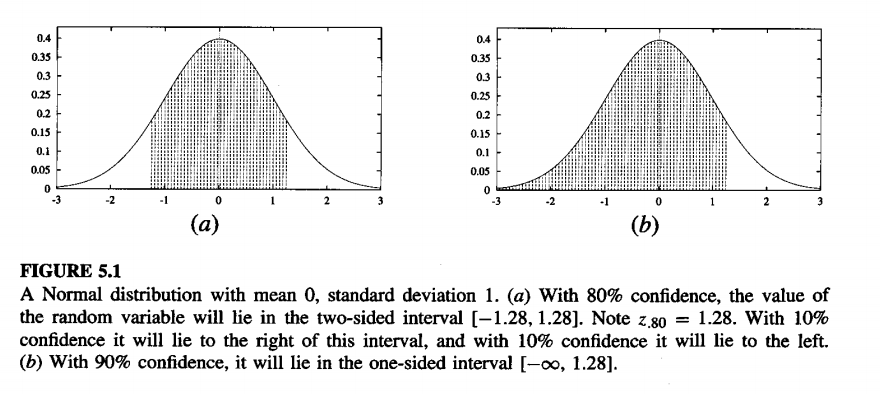 0.4
0.35
0.3
0.25
0.2
0.15
0.1
0.05
0
-3 -2 -1 0 1 2 3
(a)
0.4
0.35
0.3
0.25
0.2
0.15
0.1
0.05
0
-3 -2 -1 0 1 2 3
(b)
FIGURE 5.1
A Normal distribution with mean 0, standard deviation 1. (a) With 80% confidence, the value of
the random variable will lie in the two-sided interval [−1.28, 1.28]. Note z.80 = 1.28. With 10%
confidence it will lie to the right of this interval, and with 10% confidence it will lie to the left.
(b) With 90% confidence, it will lie in the one-sided interval [−∞, 1.28].